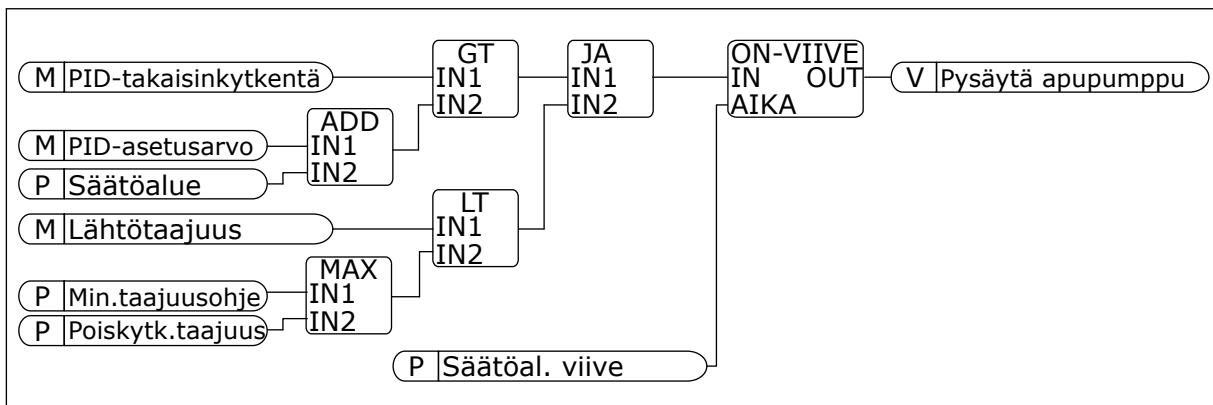 GT
JA
ON-VIIVE
M PID-takaisinkytkentä
IN1
IN1
IN OUT
V Pysäytä apupumppu
IN2
IN2
AIKA
ADD
M PID-asetusarvo
IN1
P Säätöalue
IN2
LT
M Lähtötaajuus
IN1
IN2
MAX
P Min.taajuusohje
IN1
P Poiskytk.taajuus
IN2
P Säätöal. viive